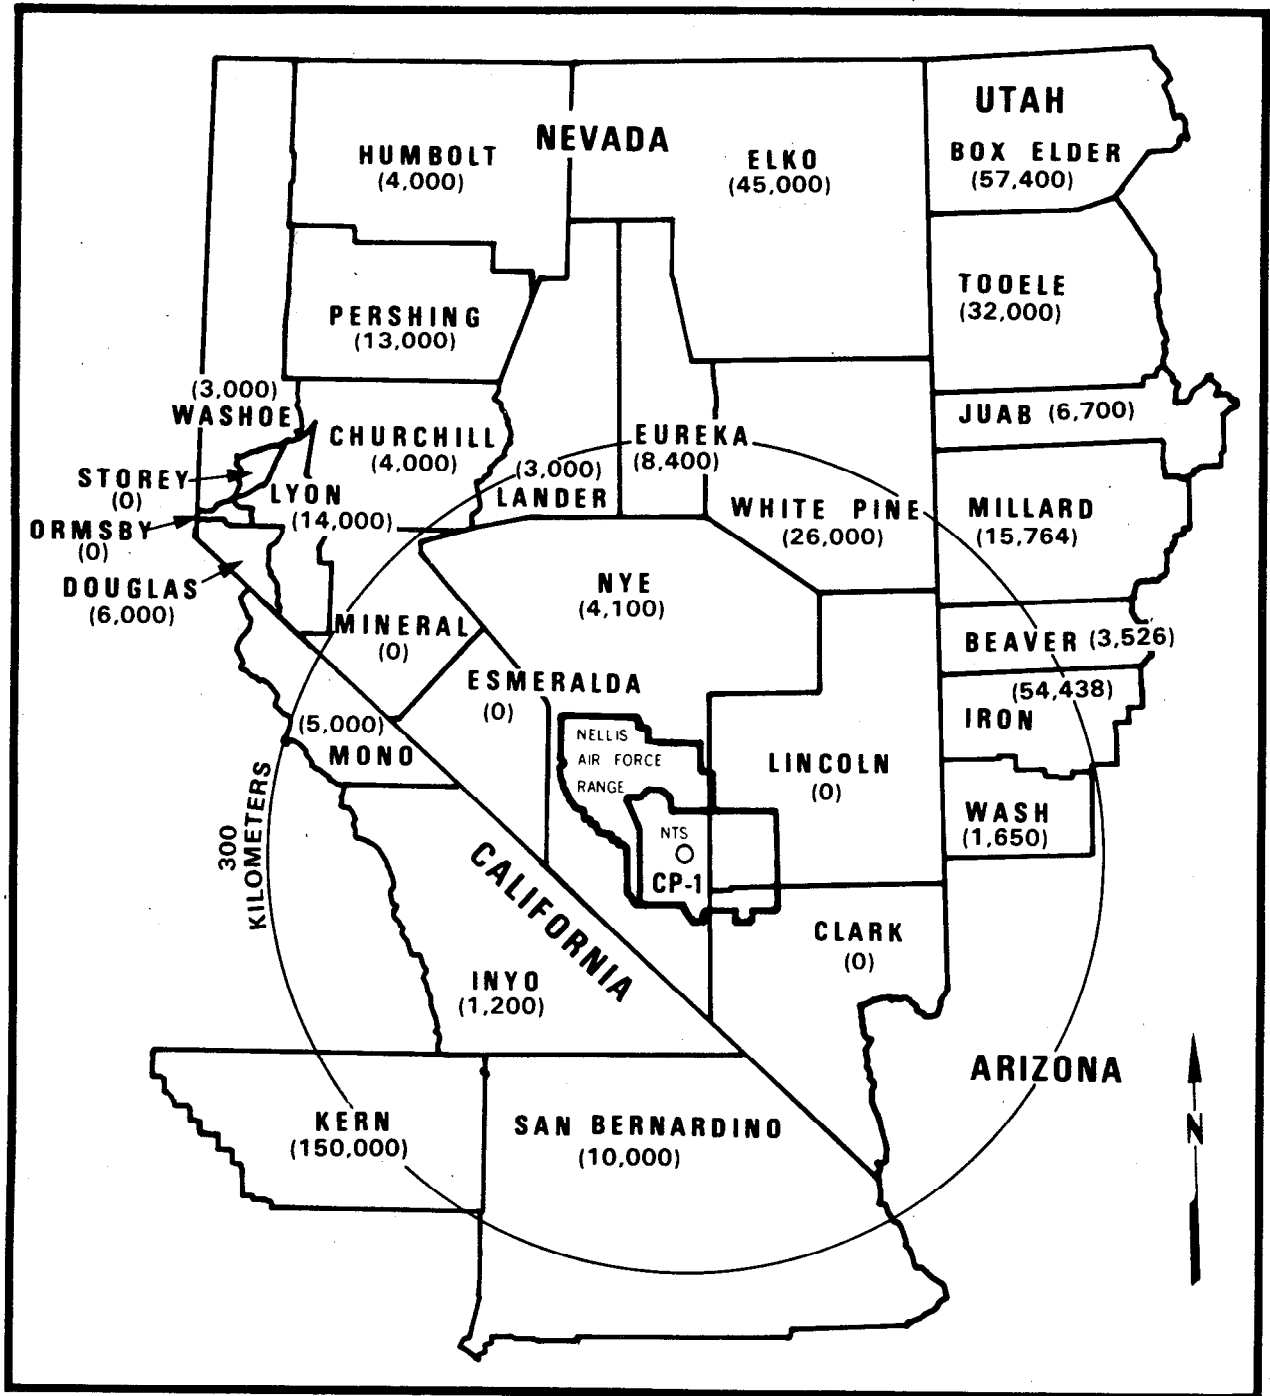 UTAH
NEVADA
HUMBOLT
(4,000)
ELKO
(45,000)
BOX ELDER
(57,400)
TOOELE
(32,000)
PERSHING
(13,000)
(3,000)
WASHOE
JUAB (6,700)
CHURCHILL
(4,000)
EUREKA
(8,400)
(3,000)
LANDER
STOREY
(0)
LYON
(14,000)
WHITE PINE
(26,000)
MILLARD
(15,764)
ORMSBY
(0)
DOUGLAS
(6,000)
NYE
(4,100)
MINERAL
(0)
BEAVER (3,526)
ESMERALDA
(0)
(54,438)
IRON
(5,000)
MONO
NELLIS
AIR FORCE
RANGE
LINCOLN
(0)
WASH
(1,650)
300
KILOMETERS
NTS
CP-1
CALIFORNIA
CLARK
(0)
INYO
(1,200)
ARIZONA
KERN
(150,000)
SAN BERNARDINO
(10,000)
N